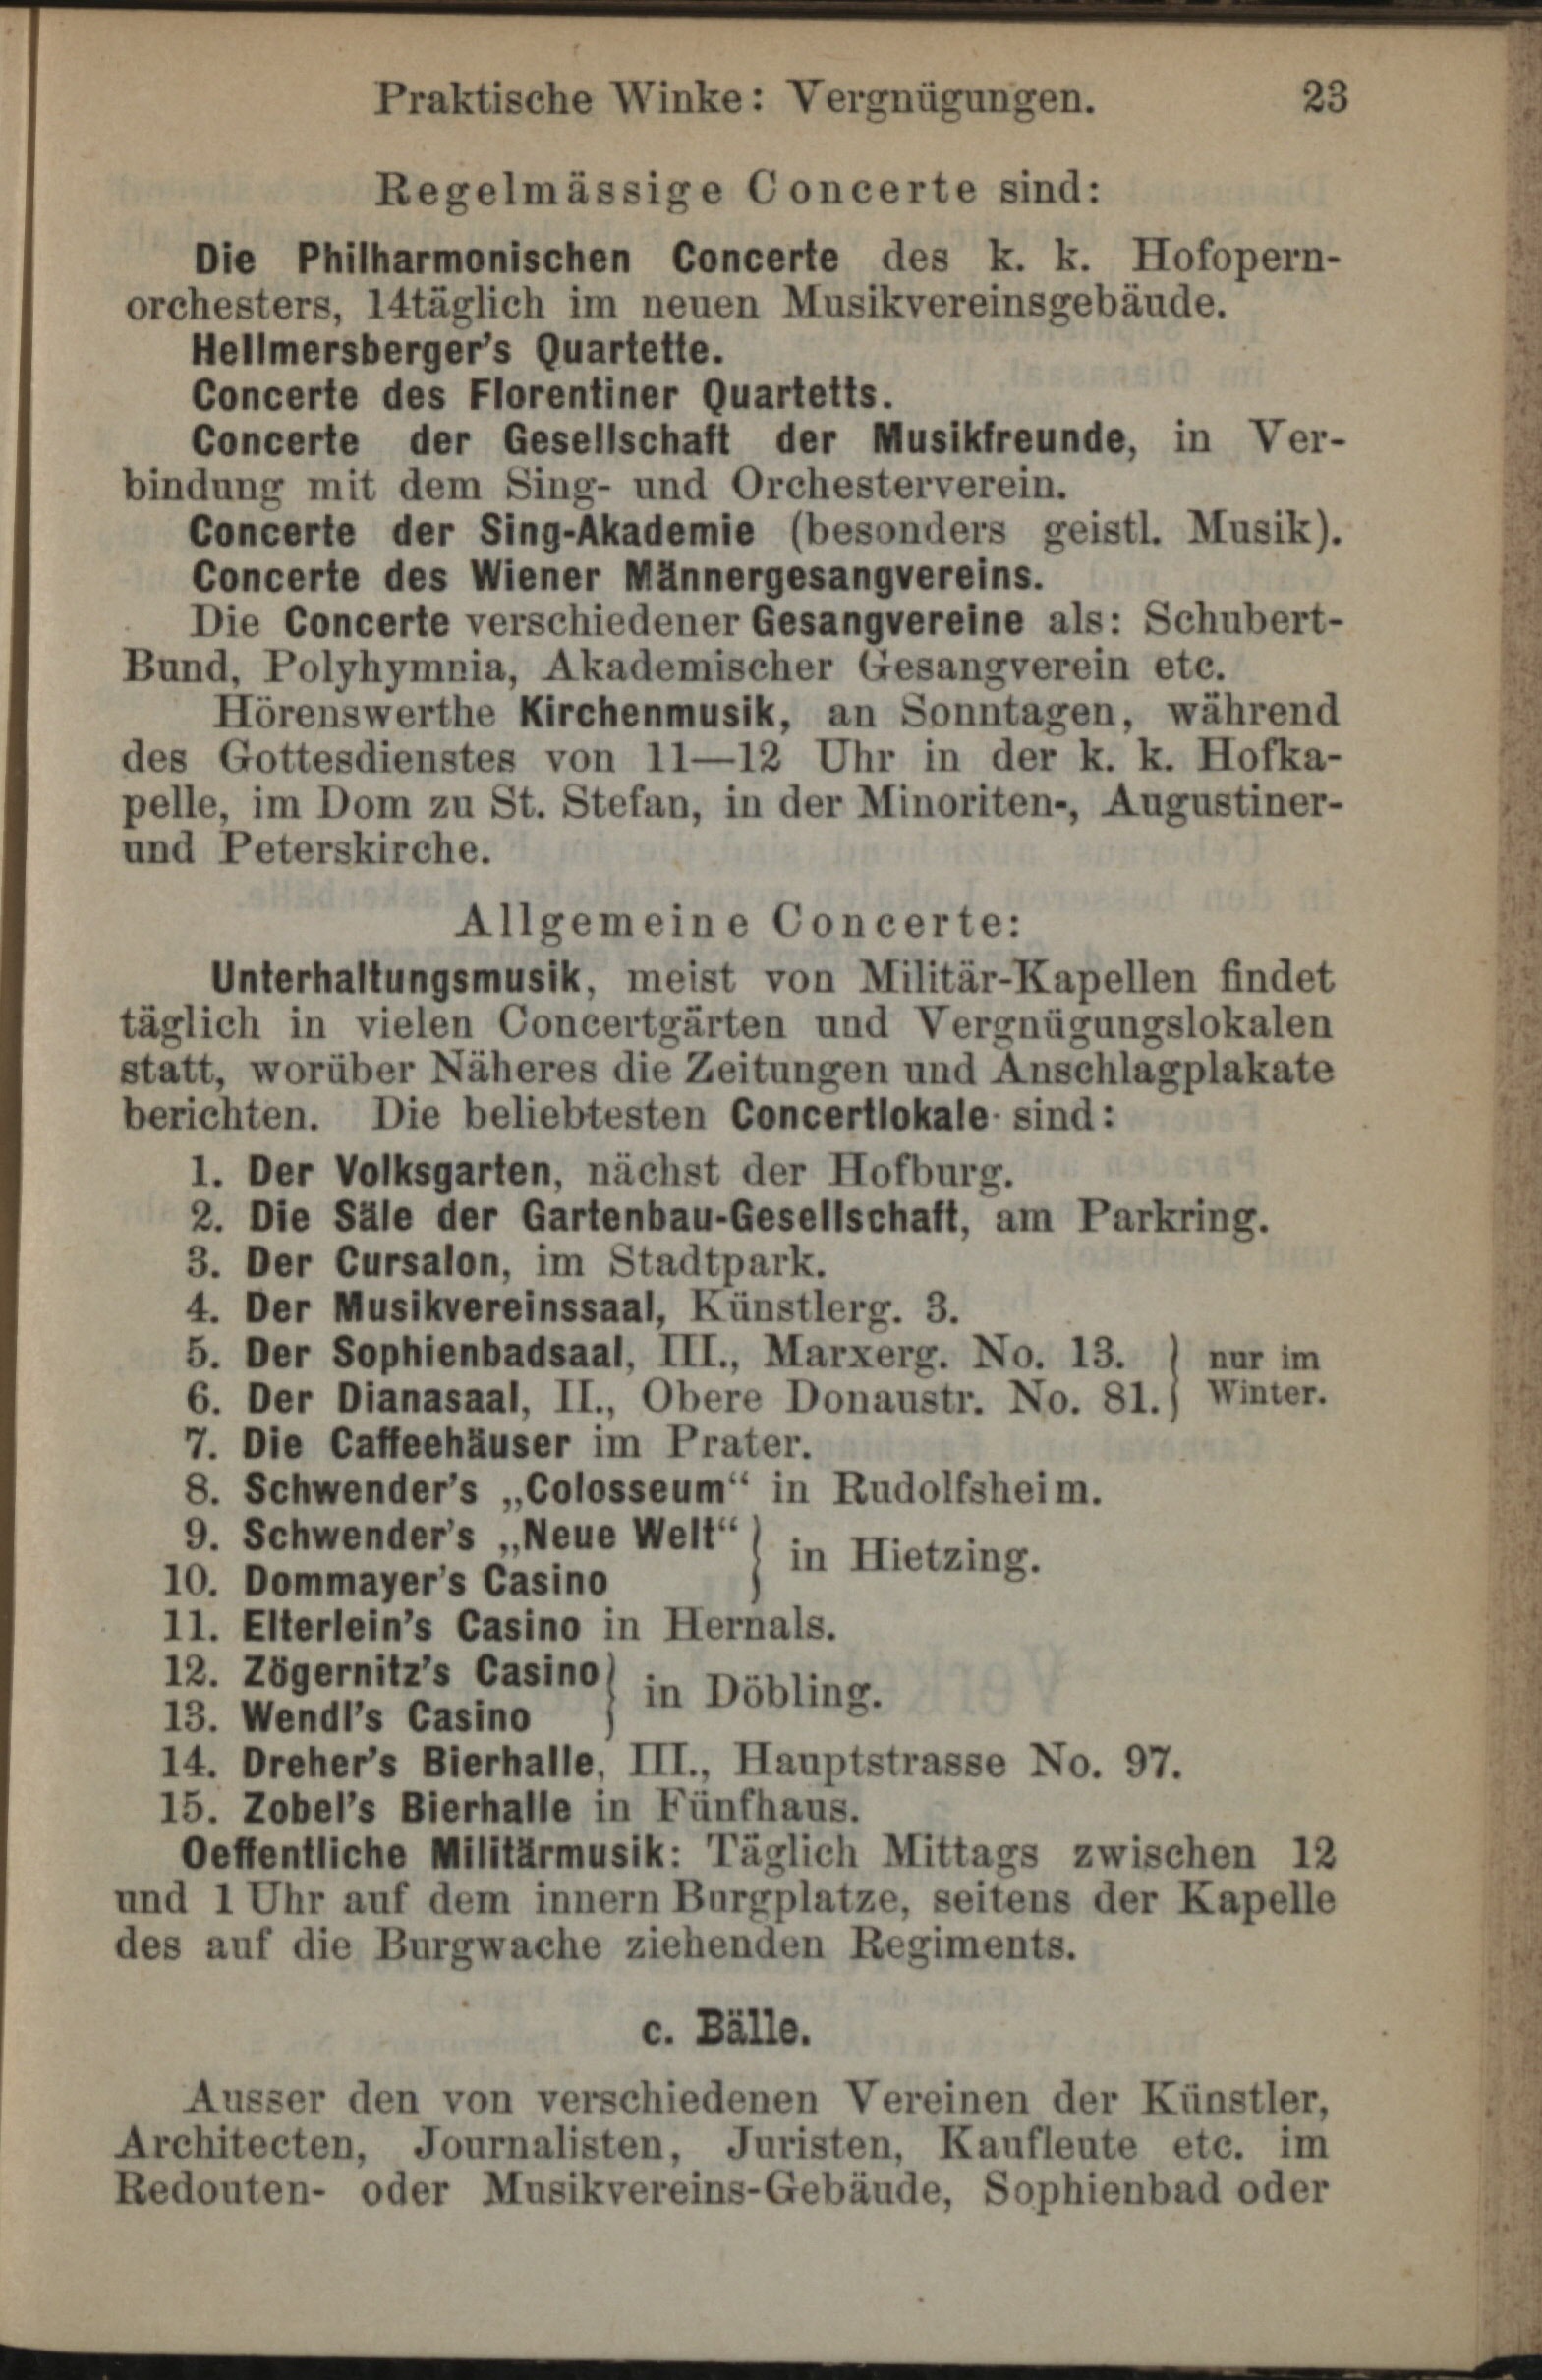 Praktische Winke: Vergnügungen. 23
Regelmässige Concerte sind:
Die Philharmonischen Concerte des k. k. Hofopern-
orchesters, 14täglich im neuen Musikvereinsgebäude.
Hellmersberger's Quartette.
Concerte des Florentiner Quartetts.
Concerte der Gesellschaft der Musikfreunde, in Ver-
bindung mit dem Sing- und Orchesterverein.
Concerte der Sing-Akademie (besonders geistl. Musik).
Concerte des Wiener Männergesangvereins.
Die Concerte verschiedener Gesangvereine als: Schubert-
Bund, Polyhymnia, Akademischer Gesangverein etc.
Hörenswerthe Kirchenmusik, an Sonntagen, während
des Gottesdienstes von 11—12 Uhr in der k. k. Hofka-
pelle, im Dom zu St. Stefan, in der Minoriten-, Augustiner-
und Peterskirche.
Allgemeine Concerte:
Unterhaltungsmusik, meist von Militär-Kapellen findet
täglich in vielen Concertgärten und Vergnügungslokalen
statt, worüber Näheres die Zeitungen und Anschlagplakate
berichten. Die beliebtesten Concertlokale sind:
1. Der Volksgarten, nächst der Hofburg.
2. Die Säle der Gartenbau-Gesellschaft, am Parkring.
3. Der Cursalon, im Stadtpark.
4. Der Musikvereinssaal, Künstlerg. 3.
5. Der Sophienbadsaal, III., Marxerg. No. 13. } nur im
6. Der Dianasaal, II., Obere Donaustr. No. 81. } Winter.
7. Die Caffeehäuser im Prater.
8. Schwender's „Colosseum“ in Rudolfsheim.
9. Schwender's „Neue Welt“ } in Hietzing.
10. Dommayer's Casino
11. Elterlein's Casino in Hernals.
12. Zögernitz's Casino } in Döbling.
13. Wendl's Casino
14. Dreher's Bierhalle, III., Hauptstrasse No. 97.
15. Zobel's Bierhalle in Fünfhaus.
Oeffentliche Militärmusik: Täglich Mittags zwischen 12
und 1 Uhr auf dem innern Burgplatze, seitens der Kapelle
des auf die Burgwache ziehenden Regiments.
c. Bälle.
Ausser den von verschiedenen Vereinen der Künstler,
Architecten, Journalisten, Juristen, Kaufleute etc. im
Redouten- oder Musikvereins-Gebäude, Sophienbad oder